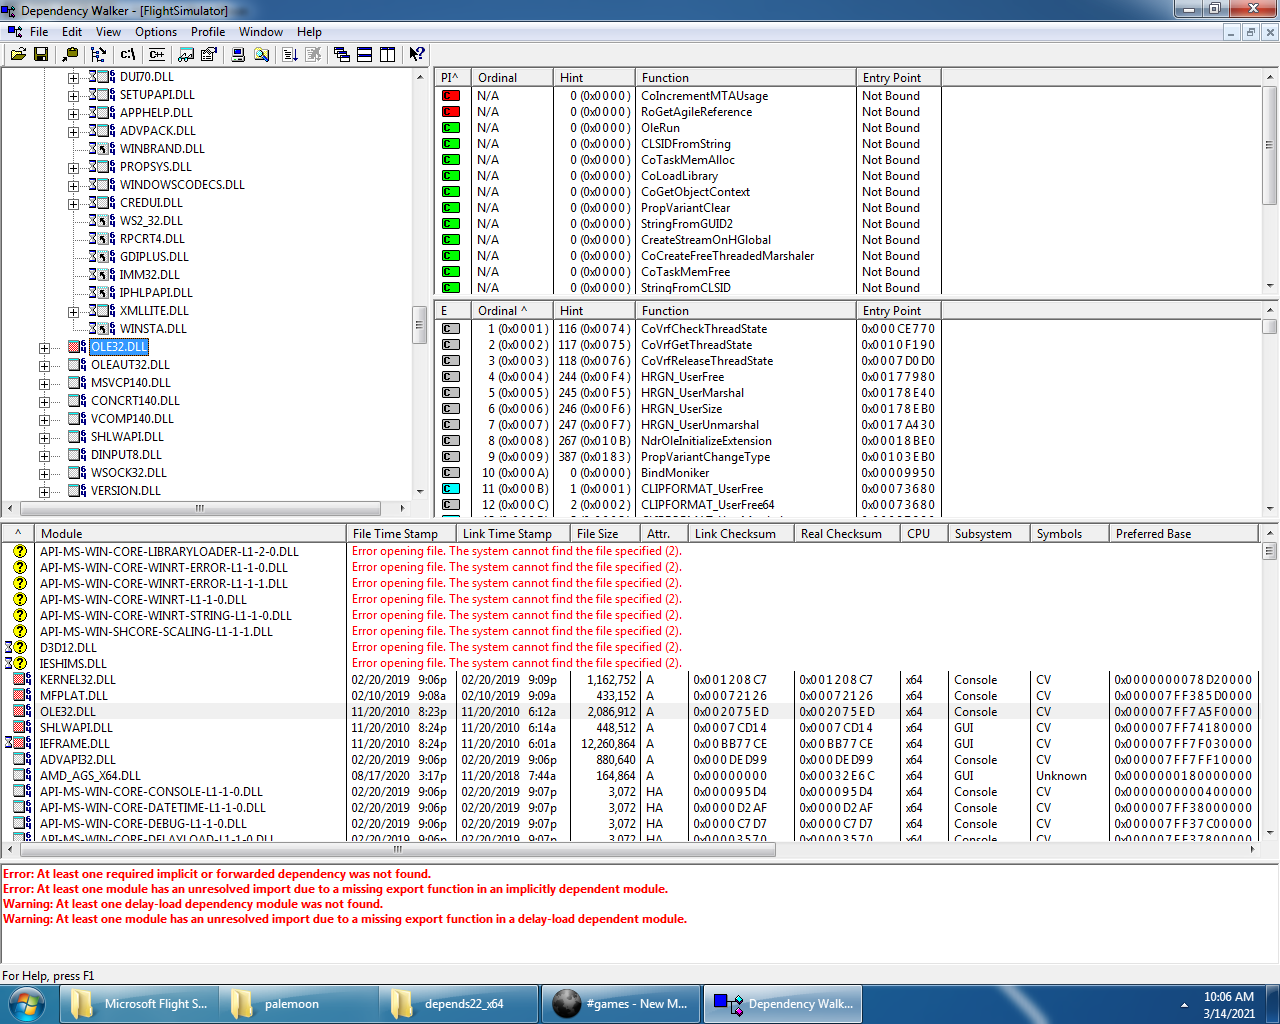 Dependency Walker - [FlightSimulator]
File Edit View Options Profile Window Help
c:\ C++
DUI70.DLL
SETUPAPI.DLL
APPHELP.DLL
ADVPACK.DLL
WINBRAND.DLL
PROPSYS.DLL
WINDOWSCODECS.DLL
CREDUI.DLL
WS2_32.DLL
RPCRT4.DLL
GDIPLUS.DLL
IMM32.DLL
IPHLPAPI.DLL
XMLLITE.DLL
WINSTA.DLL
OLE32.DLL
OLEAUT32.DLL
MSVCP140.DLL
CONCRT140.DLL
VCOMP140.DLL
SHLWAPI.DLL
DINPUT8.DLL
WSOCK32.DLL
VERSION.DLL
PI^ Ordinal Hint Function Entry Point
C N/A 0 (0x0000) CoIncrementMTAUsage Not Bound
C N/A 0 (0x0000) RoGetAgileReference Not Bound
C N/A 0 (0x0000) OleRun Not Bound
C N/A 0 (0x0000) CLSIDFromString Not Bound
C N/A 0 (0x0000) CoTaskMemAlloc Not Bound
C N/A 0 (0x0000) CoLoadLibrary Not Bound
C N/A 0 (0x0000) CoGetObjectContext Not Bound
C N/A 0 (0x0000) PropVariantClear Not Bound
C N/A 0 (0x0000) StringFromGUID2 Not Bound
C N/A 0 (0x0000) CreateStreamOnHGlobal Not Bound
C N/A 0 (0x0000) CoCreateFreeThreadedMarshaler Not Bound
C N/A 0 (0x0000) CoTaskMemFree Not Bound
C N/A 0 (0x0000) StringFromCLSID Not Bound
E Ordinal ^ Hint Function Entry Point
C 1 (0x0001) 116 (0x0074) CoVrfCheckThreadState 0x000CE770
C 2 (0x0002) 117 (0x0075) CoVrfGetThreadState 0x0010F190
C 3 (0x0003) 118 (0x0076) CoVrfReleaseThreadState 0x0007D0D0
C 4 (0x0004) 244 (0x00F4) HRGN_UserFree 0x00177980
C 5 (0x0005) 245 (0x00F5) HRGN_UserMarshal 0x00178E40
C 6 (0x0006) 246 (0x00F6) HRGN_UserSize 0x00178EB0
C 7 (0x0007) 247 (0x00F7) HRGN_UserUnmarshal 0x0017A430
C 8 (0x0008) 267 (0x010B) NdrOleInitializeExtension 0x00018BE0
C 9 (0x0009) 387 (0x0183) PropVariantChangeType 0x00103EB0
C 10 (0x000A) 0 (0x0000) BindMoniker 0x00009950
C 11 (0x000B) 1 (0x0001) CLIPFORMAT_UserFree 0x00073680
C 12 (0x000C) 2 (0x0002) CLIPFORMAT_UserFree64 0x00073680
^ Module File Time Stamp Link Time Stamp File Size Attr. Link Checksum Real Checksum CPU Subsystem Symbols Preferred Base
? API-MS-WIN-CORE-LIBRARYLOADER-L1-2-0.DLL Error opening file. The system cannot find the file specified (2).
? API-MS-WIN-CORE-WINRT-ERROR-L1-1-0.DLL Error opening file. The system cannot find the file specified (2).
? API-MS-WIN-CORE-WINRT-ERROR-L1-1-1.DLL Error opening file. The system cannot find the file specified (2).
? API-MS-WIN-CORE-WINRT-L1-1-0.DLL Error opening file. The system cannot find the file specified (2).
? API-MS-WIN-CORE-WINRT-STRING-L1-1-0.DLL Error opening file. The system cannot find the file specified (2).
? API-MS-WIN-SHCORE-SCALING-L1-1-1.DLL Error opening file. The system cannot find the file specified (2).
? D3D12.DLL Error opening file. The system cannot find the file specified (2).
? IESHIMS.DLL Error opening file. The system cannot find the file specified (2).
KERNEL32.DLL 02/20/2019 9:06p 02/20/2019 9:09p 1,162,752 A 0x001208C7 0x001208C7 x64 Console CV 0x0000000078D20000
MFPLAT.DLL 02/10/2019 9:08a 02/10/2019 9:09a 433,152 A 0x00072126 0x00072126 x64 Console CV 0x000007FF385D0000
OLE32.DLL 11/20/2010 8:23p 11/20/2010 6:12a 2,086,912 A 0x002075ED 0x002075ED x64 Console CV 0x000007FF7A5F0000
SHLWAPI.DLL 11/20/2010 8:24p 11/20/2010 6:14a 448,512 A 0x0007CD14 0x0007CD14 x64 GUI CV 0x000007FF74180000
IEFRAME.DLL 11/20/2010 8:24p 11/20/2010 6:01a 12,260,864 A 0x00BB77CE 0x00BB77CE x64 GUI CV 0x000007FF7F030000
ADVAPI32.DLL 02/20/2019 9:06p 02/20/2019 9:07p 880,640 A 0x000DED99 0x000DED99 x64 Console CV 0x000007FF7FF10000
AMD_AGS_X64.DLL 08/17/2020 3:17p 11/20/2018 7:44a 164,864 A 0x00000000 0x00032E6C x64 GUI Unknown 0x0000000180000000
API-MS-WIN-CORE-CONSOLE-L1-1-0.DLL 02/20/2019 9:06p 02/20/2019 9:07p 3,072 HA 0x000095D4 0x000095D4 x64 Console CV 0x0000000000400000
API-MS-WIN-CORE-DATETIME-L1-1-0.DLL 02/20/2019 9:06p 02/20/2019 9:07p 3,072 HA 0x0000D2AF 0x0000D2AF x64 Console CV 0x000007FF38000000
API-MS-WIN-CORE-DEBUG-L1-1-0.DLL 02/20/2019 9:06p 02/20/2019 9:07p 3,072 HA 0x0000C7D7 0x0000C7D7 x64 Console CV 0x000007FF37C00000
API-MS-WIN-CORE-DELAYLOAD-L1-1-0.DLL 02/20/2019 9:06p 02/20/2019 9:07p 3,072 HA 0x00003570 0x00003570 x64 Console CV 0x000007FF37800000
Error: At least one required implicit or forwarded dependency was not found.
Error: At least one module has an unresolved import due to a missing export function in an implicitly dependent module.
Warning: At least one delay-load dependency module was not found.
Warning: At least one module has an unresolved import due to a missing export function in a delay-load dependent module.
For Help, press F1
Microsoft Flight S... palemoon depends22_x64 #games - New M... Dependency Walk... 10:06 AM
3/14/2021